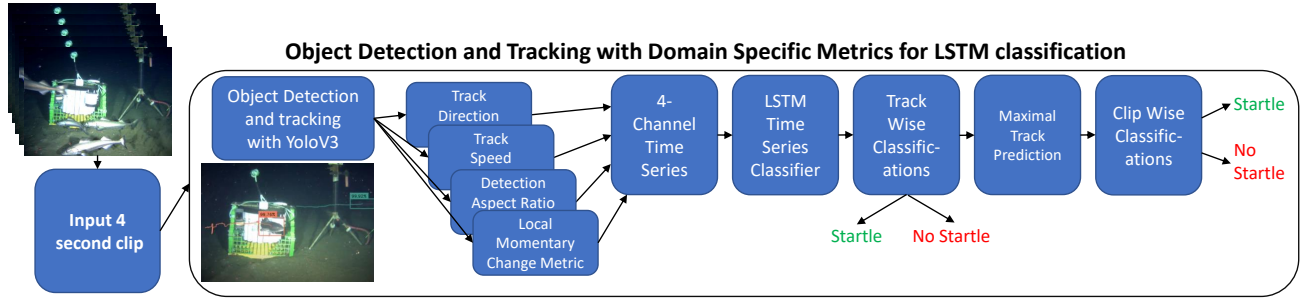 Object Detection and Tracking with Domain Specific Metrics for LSTM classification
Input 4
second clip
Object Detection
and tracking
with YoloV3
Track
Direction
Track
Speed
Detection
Aspect Ratio
Local
Momentary
Change Metric
4-
Channel
Time
Series
LSTM
Time
Series
Classifier
Track
Wise
Classific-
ations
Startle
No Startle
Maximal
Track
Prediction
Clip Wise
Classific-
ations
Startle
No
Startle